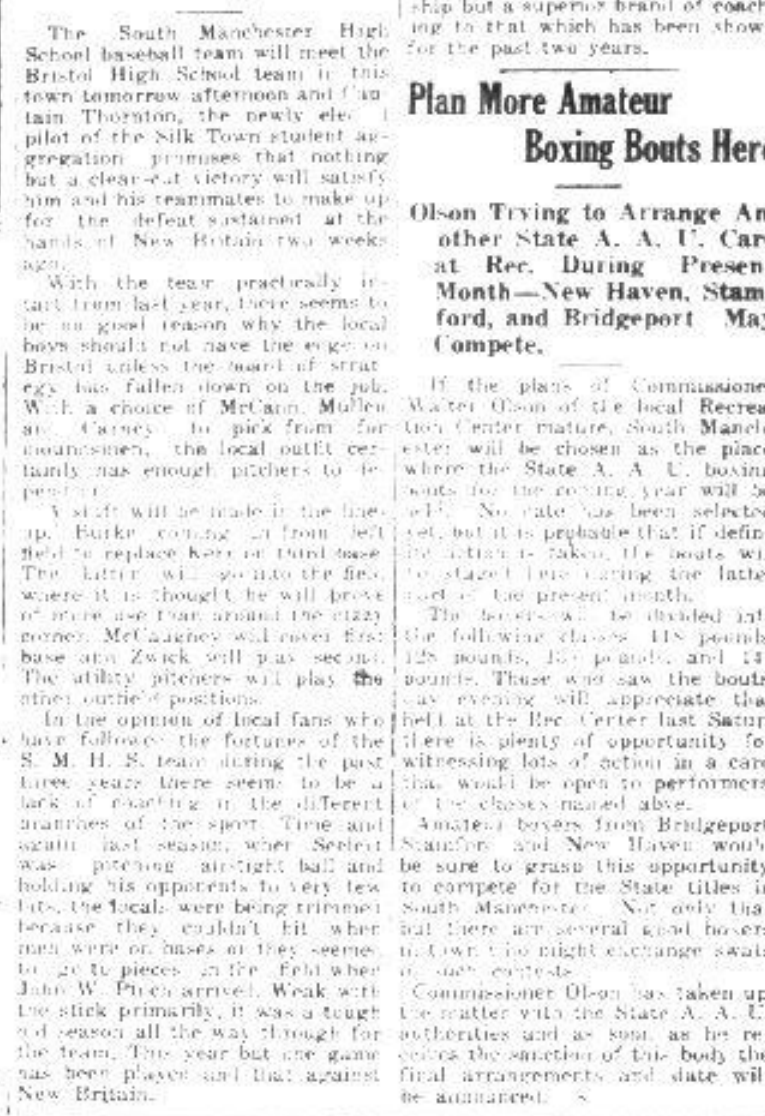 The South Manchester High
School baseball team will meet the
Bristol High School team in this
town tomorrow afternoon and Cap-
tain Thornton, the newly
pilot of the Silk Town student ag-
gregation promises that nothing
but a clear-cut victory will satisfy
him and his teammates to make up
for the defeat sustained at the
hands of New Britain two weeks
ago.
With the team practically in-
tact from last year, there seems to
be no good reason why the local
boys should not have the edge on
Bristol unless the board of strat-
egy has fallen down on the job.
With a choice of McCann, Mullen
and Carney to pick from for
moundsmen, the local outfit cer-
tainly has enough pitchers to de-
pend on.
A shift will be made in the line-
up, Burke coming in from left
field to replace Kerr on third base.
The latter will go into the field
where it is thought he will prove
of more use than around the dizzy
corner. McCaughey will cover first
base and Zwick will play second.
The utility pitchers will play the
other outfield positions.
In the opinion of local fans who
have followed the fortunes of the
S. M. H. S. team during the past
three years there seems to be a
lack of coaching in the different
branches of the sport. Time and
again last season, when
was pitching air-tight ball and
holding his opponents to very few
hits, the locals were being trimmed
because they couldn't hit when
men were on bases or they seemed
to go to pieces in the field when
John W. Pinch arrived. Weak with
the stick primarily, it was a tough
old season all the way through for
the team. This year but one game
has been played and that against
New Britain.
ship but a superior brand of coach
ing to that which has been show
for the past two years.
Plan More Amateur
Boxing Bouts Here
Olson Trying to Arrange An
other State A. A. U. Card
at Rec. During Presen
Month—New Haven, Stam
ford, and Bridgeport May
Compete.
If the plans of Commissione
Walter Olson of the local Recrea
tion Center mature, South Manch
ester will be chosen as the place
where the State A. A. U. boxing
bouts for the coming year will be
held. No date has been selected
yet, but it is probable that if defin
ite action is taken, the bouts wil
be staged here during the latte
part of the present month.
The boxers will be divided int
the following classes, 118 pounds
128 pounds, pounds, and
pounds. Those who saw the bouts
day evening will appreciate tha
held at the Rec Center last Satur
there is plenty of opportunity fo
witnessing lots of action in a card
that would be open to performers
of the classes named abve.
Amateur boxers from Bridgeport
Stamford and New Haven would
be sure to grasp this opportunity
to compete for the State titles in
South Manchester. Not only tha
but there are several good boxers
in town who might exchange swats
in such contests.
Commissioner Olson has taken up
the matter with the State A. A. U
authorities and as soon as he re
ceives the sanction of this body the
final arrangements and date will
be announced.